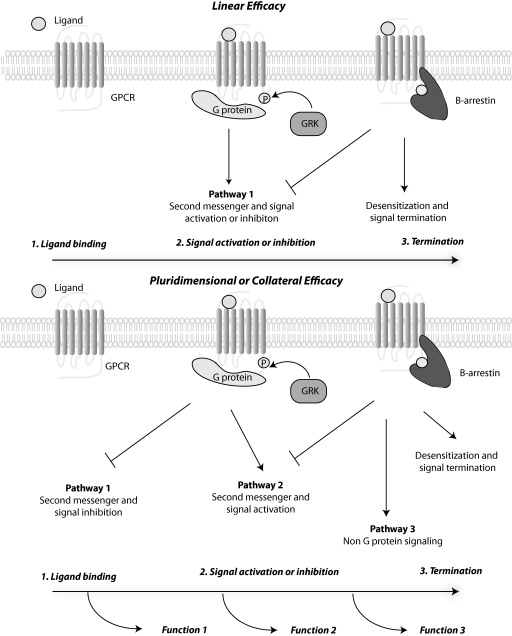 Linear Efficacy
Ligand
GPCR
G protein
P
GRK
B-arrestin
Pathway 1
Second messenger and signal
activation or inhibiton
Desensitization and
signal termination
1. Ligand binding
2. Signal activation or inhibition
3. Termination
Pluridimensional or Collateral Efficacy
Ligand
GPCR
G protein
P
GRK
B-arrestin
Pathway 1
Second messenger and
signal inhibition
Pathway 2
Second messenger and
signal activation
Desensitization and
signal termination
Pathway 3
Non G protein signaling
1. Ligand binding
2. Signal activation or inhibition
3. Termination
Function 1
Function 2
Function 3